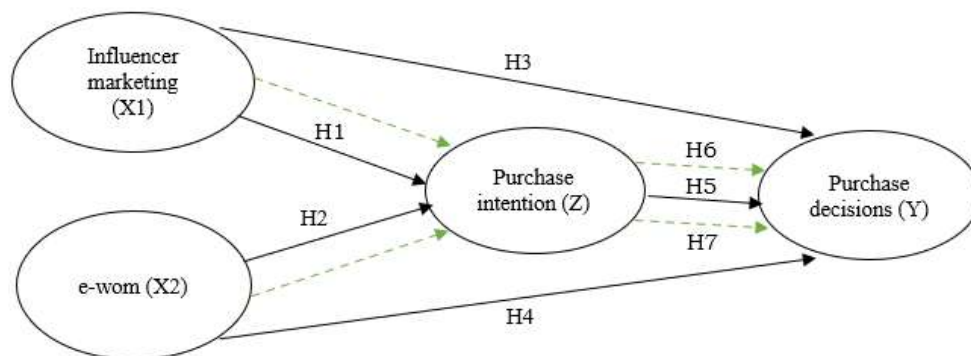 Influencer
marketing
(X1)
H3
H1
H6
Purchase
intention (Z)
H5
Purchase
decisions (Y)
H2
H7
e-wom (X2)
H4